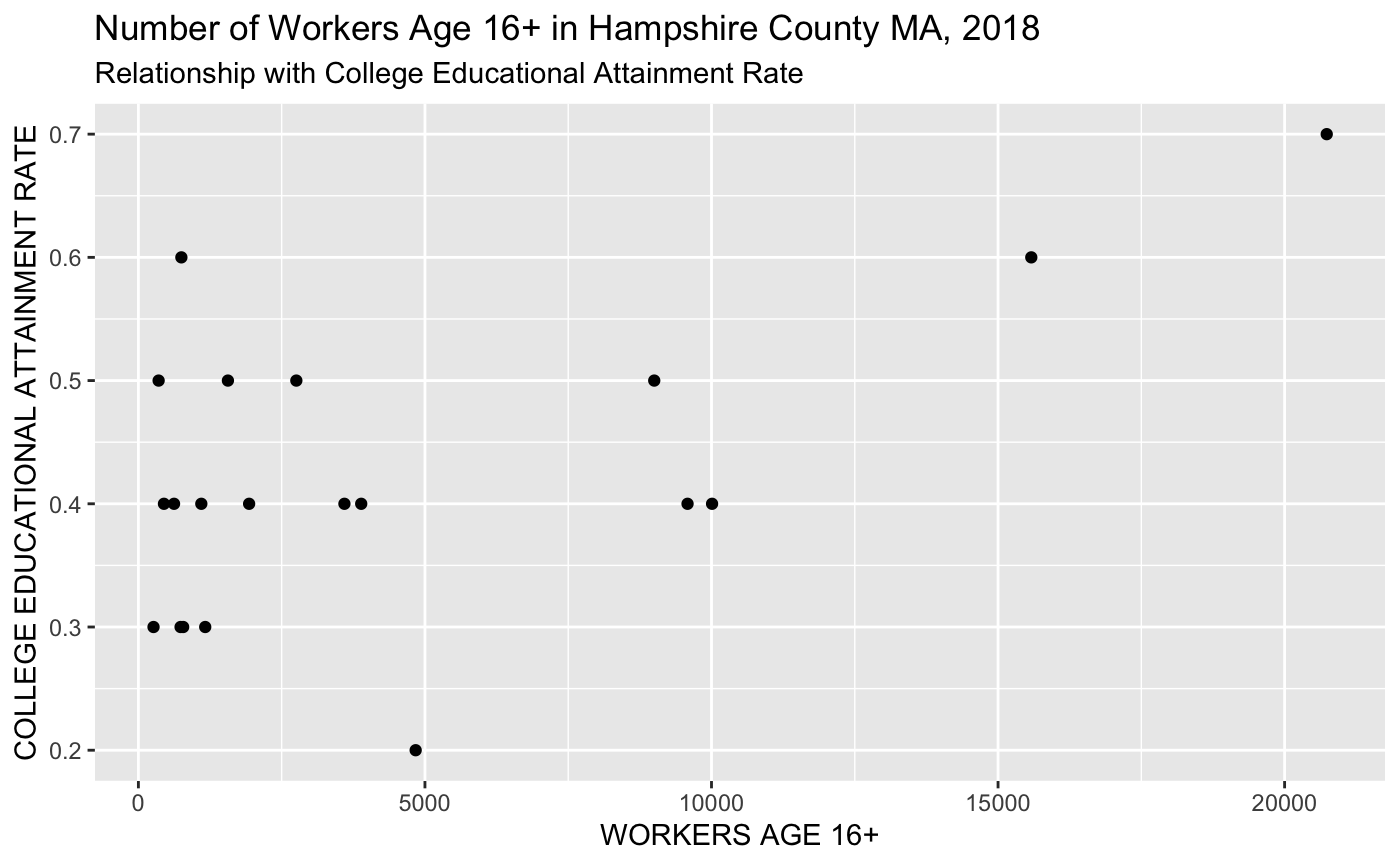 Number of Workers Age 16+ in Hampshire County MA, 2018
Relationship with College Educational Attainment Rate
COLLEGE EDUCATIONAL ATTAINMENT RATE
0.7
0.6
0.5
0.4
0.3
0.2
0 5000 10000 15000 20000
WORKERS AGE 16+